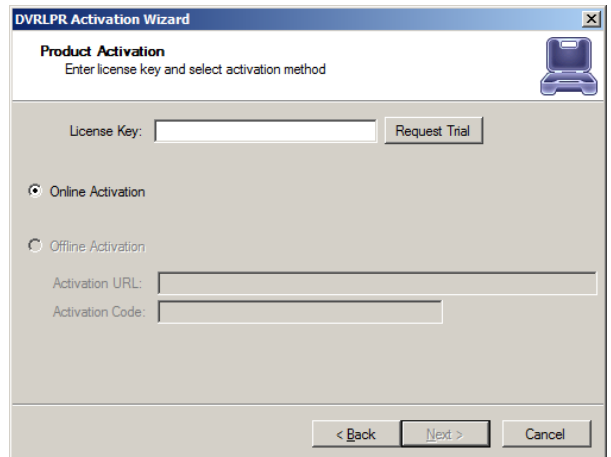 DVRLPR Activation Wizard
Product Activation
Enter license key and select activation method
License Key:
Request Trial
Online Activation
Offline Activation
Activation URL:
Activation Code:
< Back
Next >
Cancel